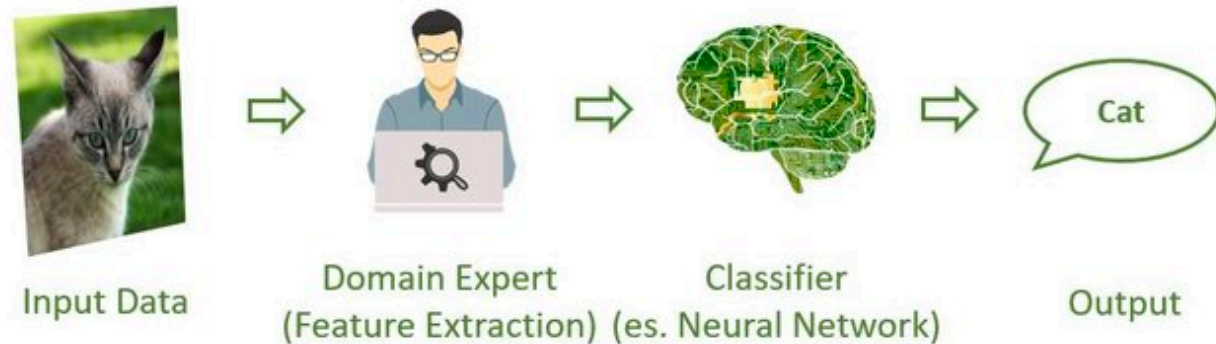 Cat
Input Data
Domain Expert
(Feature Extraction)
Classifier
(es. Neural Network)
Output